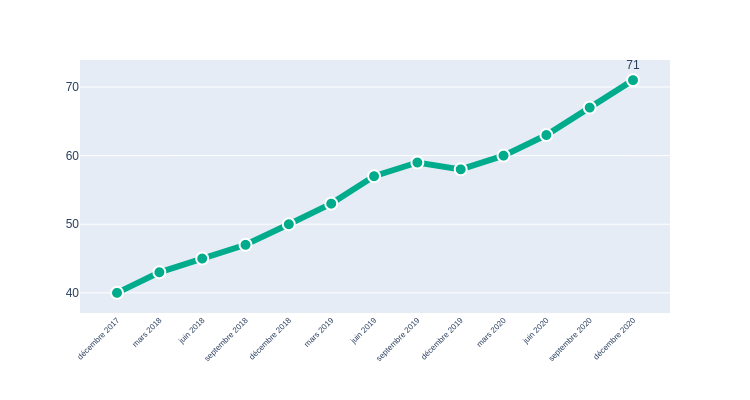 71
70
60
50
40
décembre 2017
mars 2018
juin 2018
septembre 2018
décembre 2018
mars 2019
juin 2019
septembre 2019
décembre 2019
mars 2020
juin 2020
septembre 2020
décembre 2020